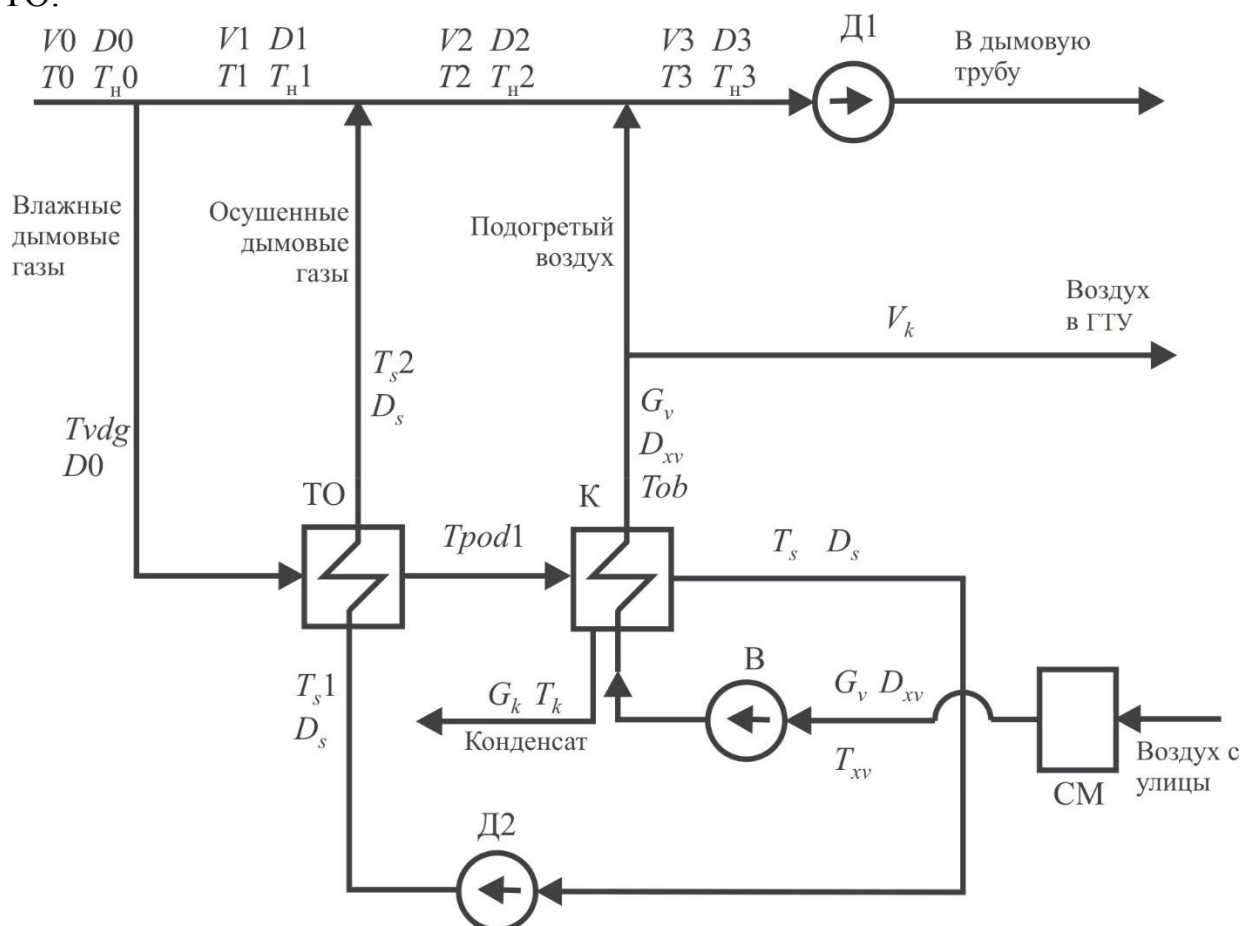 ТО.
V0 D0
T0 Tн0
V1 D1
T1 Tн1
V2 D2
T2 Tн2
V3 D3
T3 Tн3
Д1
В дымовую
трубу
Влажные
дымовые
газы
Осушенные
дымовые
газы
Подогретый
воздух
Воздух
в ГТУ
Vk
Ts2
Ds
Gv
Dxv
Tob
Tvdg
D0
ТО
Tpod1
К
Ts Ds
Ts1
Ds
Gk Tk
Конденсат
В
Gv Dxv
Txv
СМ
Воздух с
улицы
Д2